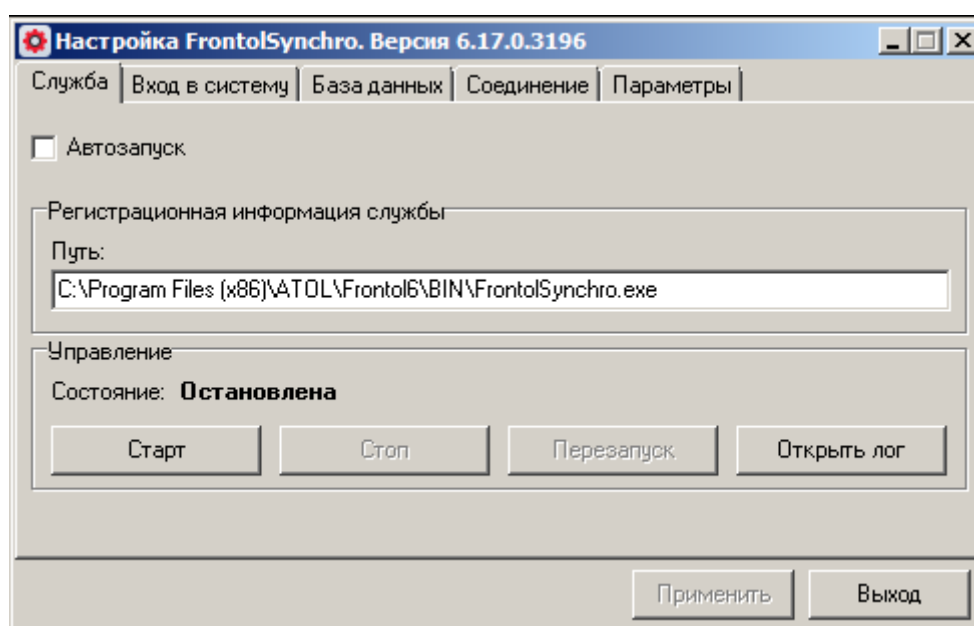 Настройка FrontolSynchro. Версия 6.17.0.3196
Служба Вход в систему База данных Соединение Параметры
Автозапуск
Регистрационная информация службы
Путь:
C:\Program Files (x86)\ATOL\Frontol6\BIN\FrontolSynchro.exe
Управление
Состояние: Остановлена
Старт Стоп Перезапуск Открыть лог
Применить Выход